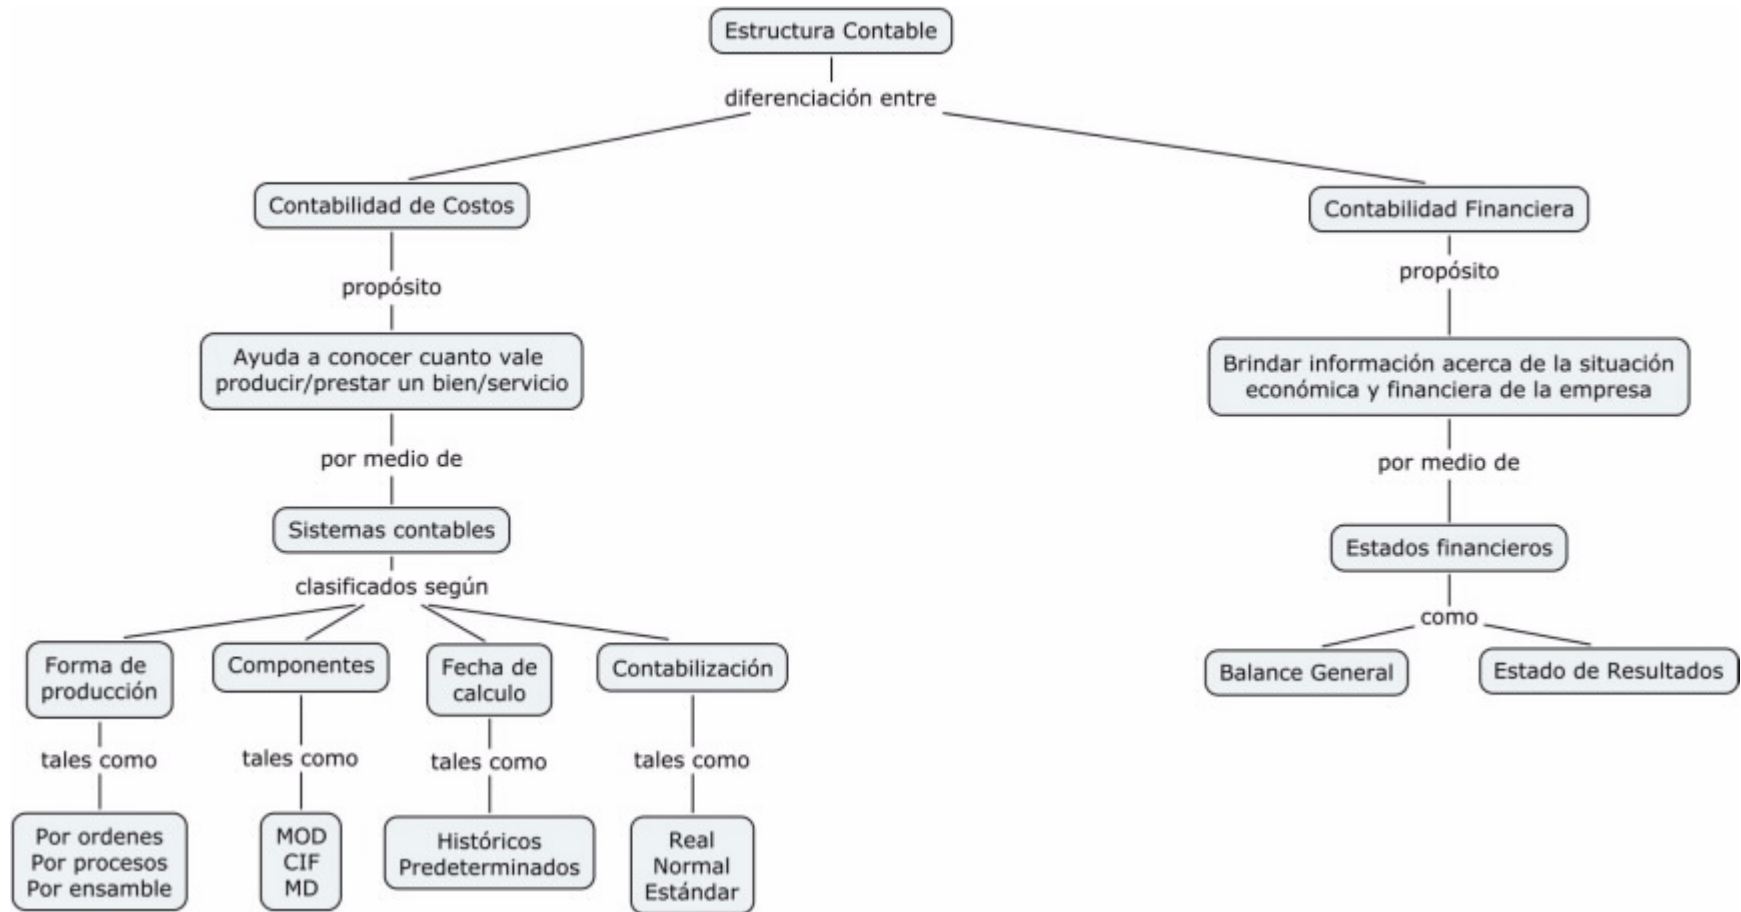 Estructura Contable
diferenciación entre
Contabilidad de Costos
propósito
Ayuda a conocer cuanto vale
producir/prestar un bien/servicio
por medio de
Sistemas contables
clasificados según
Forma de
producción
tales como
Por ordenes
Por procesos
Por ensamble
Componentes
tales como
MOD
CIF
MD
Fecha de
calculo
tales como
Históricos
Predeterminados
Contabilización
tales como
Real
Normal
Estándar
Contabilidad Financiera
propósito
Brindar información acerca de la situación
económica y financiera de la empresa
por medio de
Estados financieros
como
Balance General
Estado de Resultados